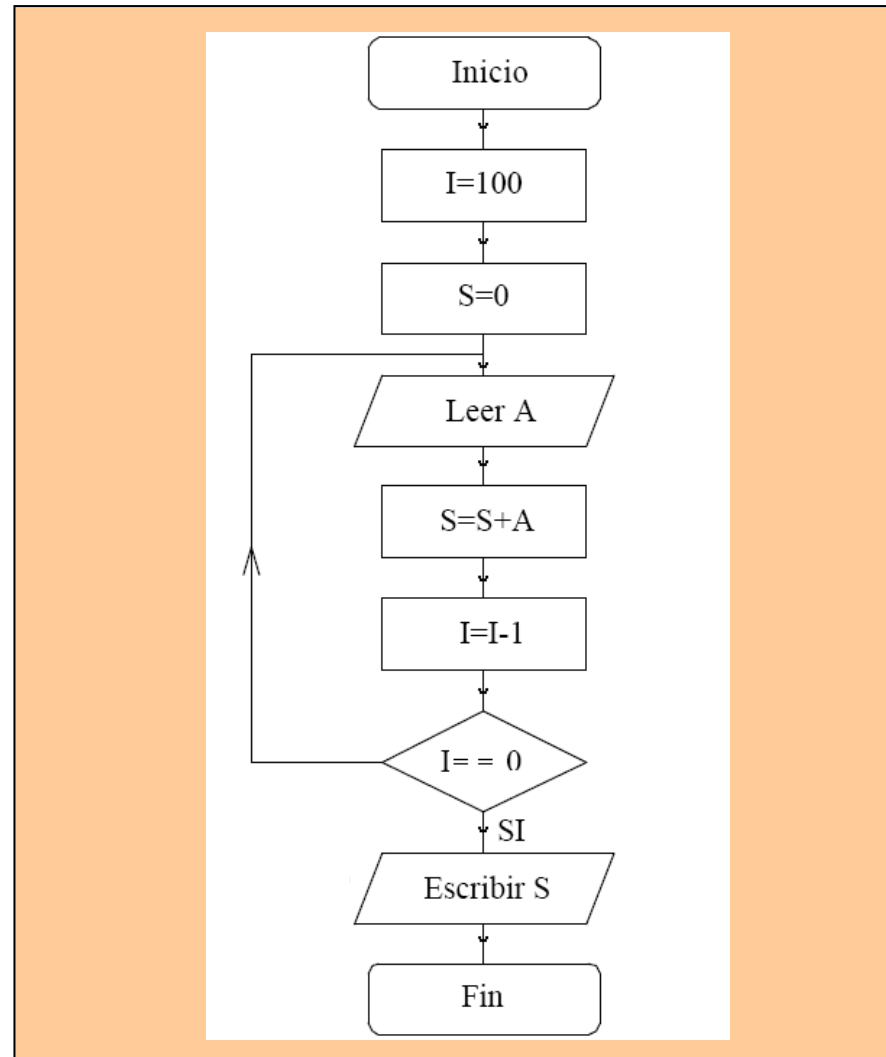 Inicio
I=100
S=0
Leer A
S=S+A
I=I-1
I= = 0
SI
Escribir S
Fin